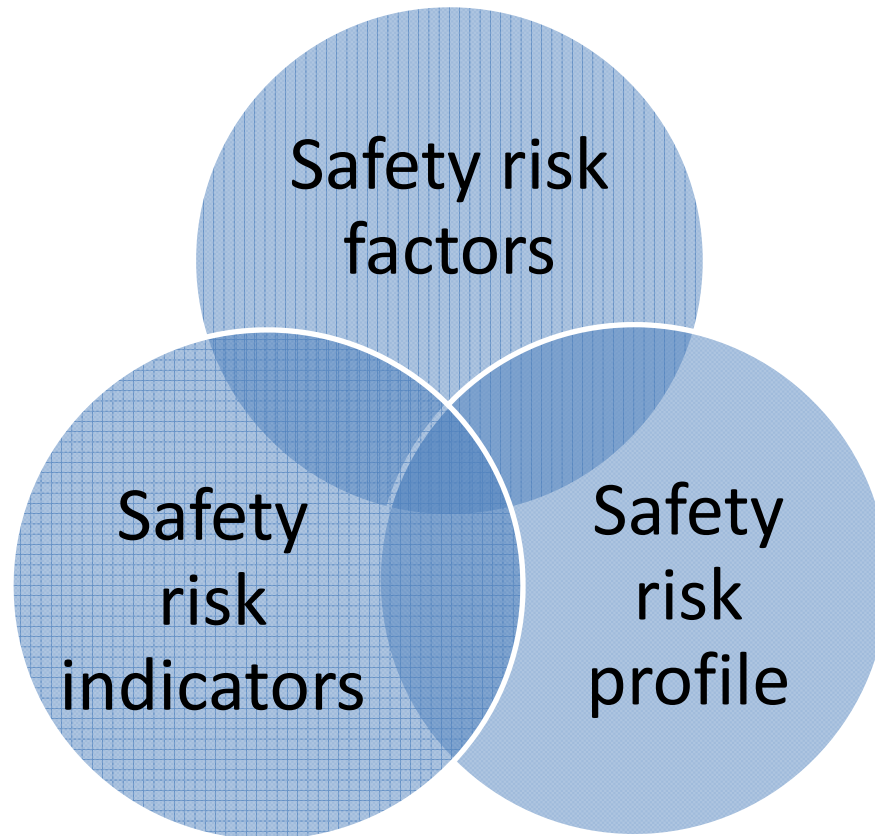 Safety risk
factors
Safety
risk
indicators
Safety
risk
profile